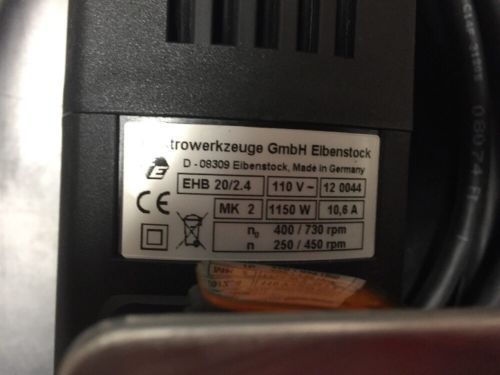 trowerkzeuge GmbH Eibenstock
D - 08309 Eibenstock, Made in Germany
EHB 20/2.4 110 V ~ 12 0044
CE MK 2 1150 W 10,6 A
n₀ 400 / 730 rpm
n 250 / 450 rpm